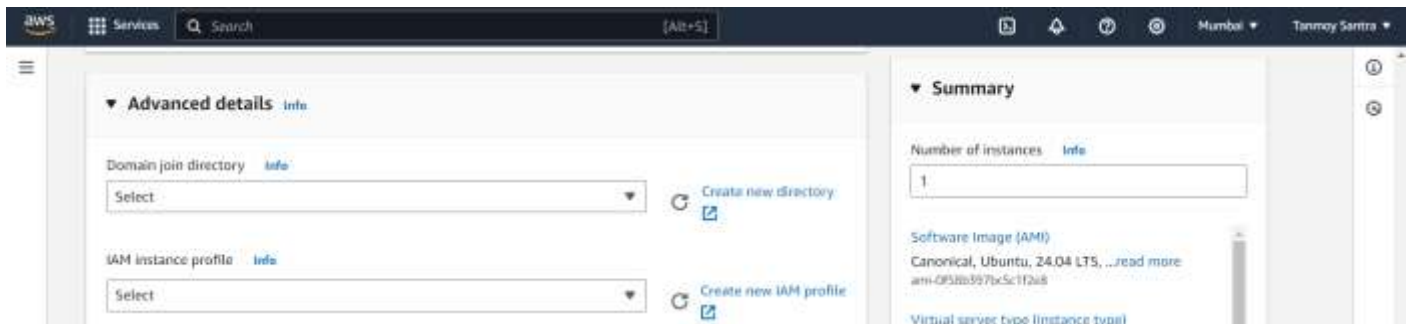 aws
Services
Search
[Alt+S]
Mumbai
Tanmoy Santra
Advanced details Info
Domain join directory Info
Select
Create new directory
IAM instance profile Info
Select
Create new IAM profile
Summary
Number of instances Info
1
Software Image (AMI)
Canonical, Ubuntu, 24.04 LTS, ...read more
Virtual server type (instance type)